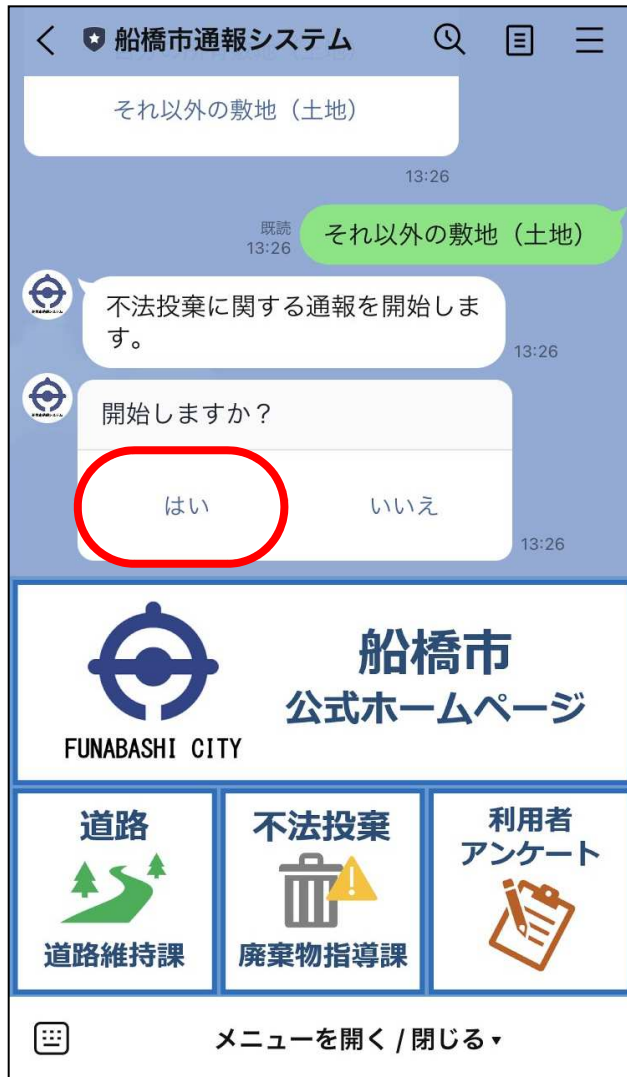 船橋市通報システム
それ以外の敷地（土地）
13:26
既読
13:26
それ以外の敷地（土地）
不法投棄に関する通報を開始しま
す。
13:26
開始しますか？
はい
いいえ
13:26
船橋市
公式ホームページ
FUNABASHI CITY
道路
道路維持課
不法投棄
廃棄物指導課
利用者
アンケート
メニューを開く / 閉じる▾